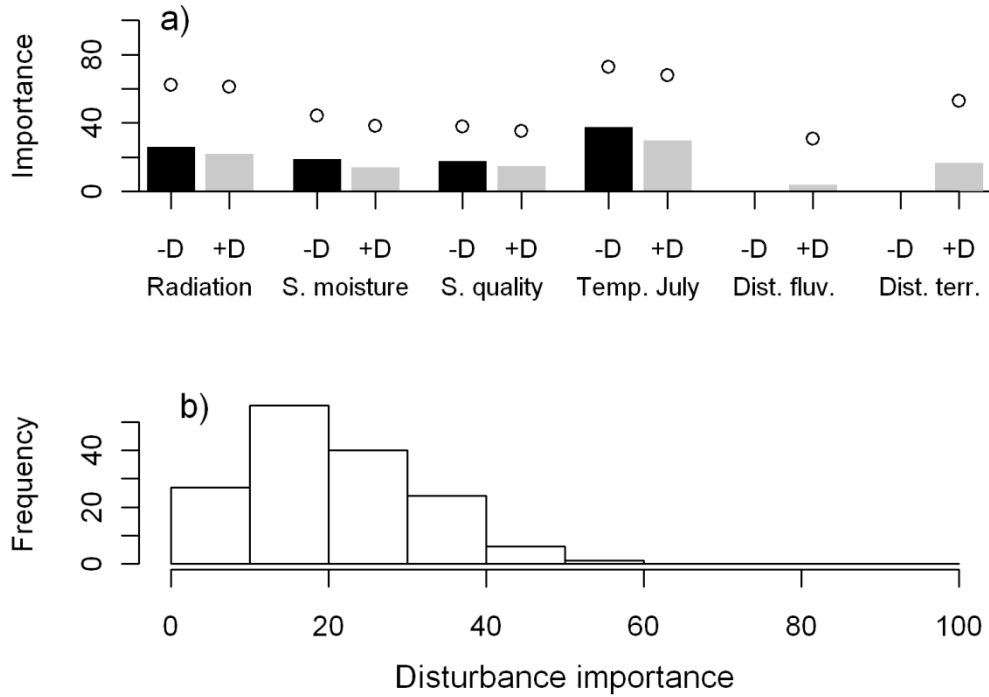 a)
Importance
80
40
0
-D +D -D +D -D +D -D +D -D +D -D +D
Radiation S. moisture S. quality Temp. July Dist. fluv. Dist. terr.
b)
Frequency
40
20
0
0 20 40 60 80 100
Disturbance importance